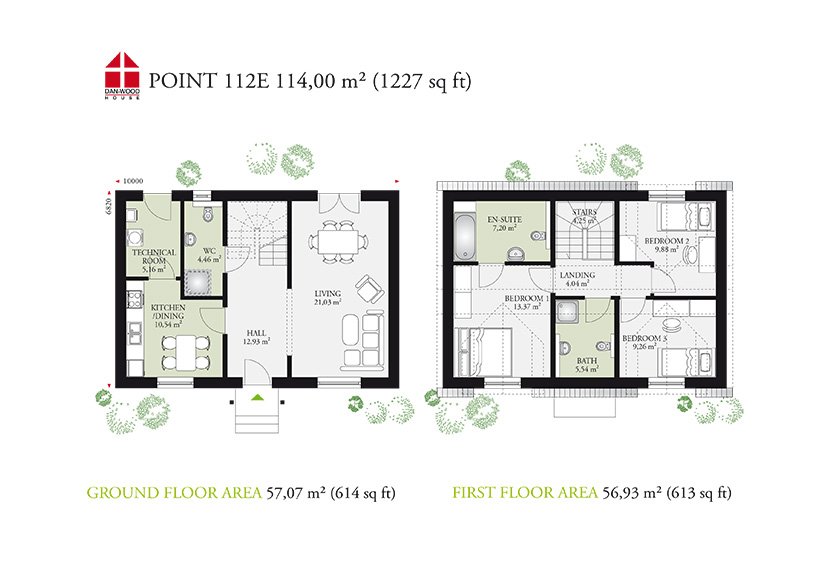 DAN-WOOD
HOUSE
POINT 112E 114,00 m² (1227 sq ft)
10000
6820
TECHNICAL
ROOM
5,16 m²
WC
4,46 m²
KITCHEN
/DINING
10,54 m²
HALL
12,93 m²
LIVING
21,03 m²
EN-SUITE
7,20 m²
STAIRS
4,25 m²
BEDROOM 2
9,88 m²
LANDING
4,04 m²
BEDROOM 1
13,37 m²
BATH
5,54 m²
BEDROOM 3
9,26 m²
GROUND FLOOR AREA 57,07 m² (614 sq ft)
FIRST FLOOR AREA 56,93 m² (613 sq ft)